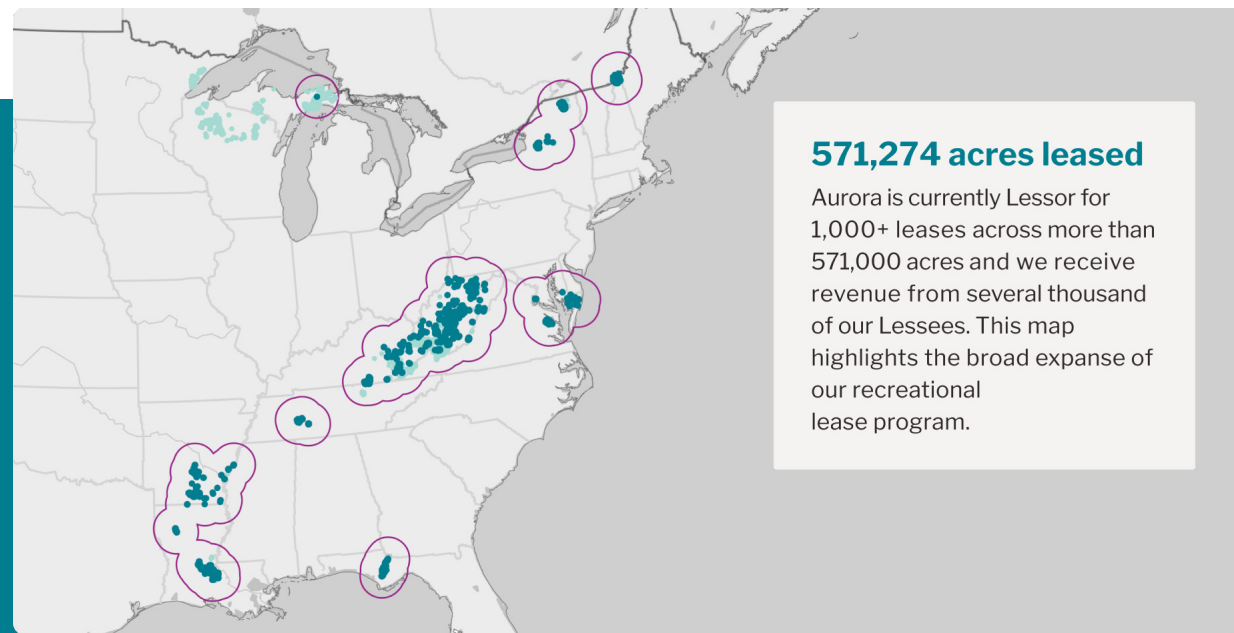 571,274 acres leased
Aurora is currently Lessor for
1,000+ leases across more than
571,000 acres and we receive
revenue from several thousand
of our Lessees. This map
highlights the broad expanse of
our recreational
lease program.